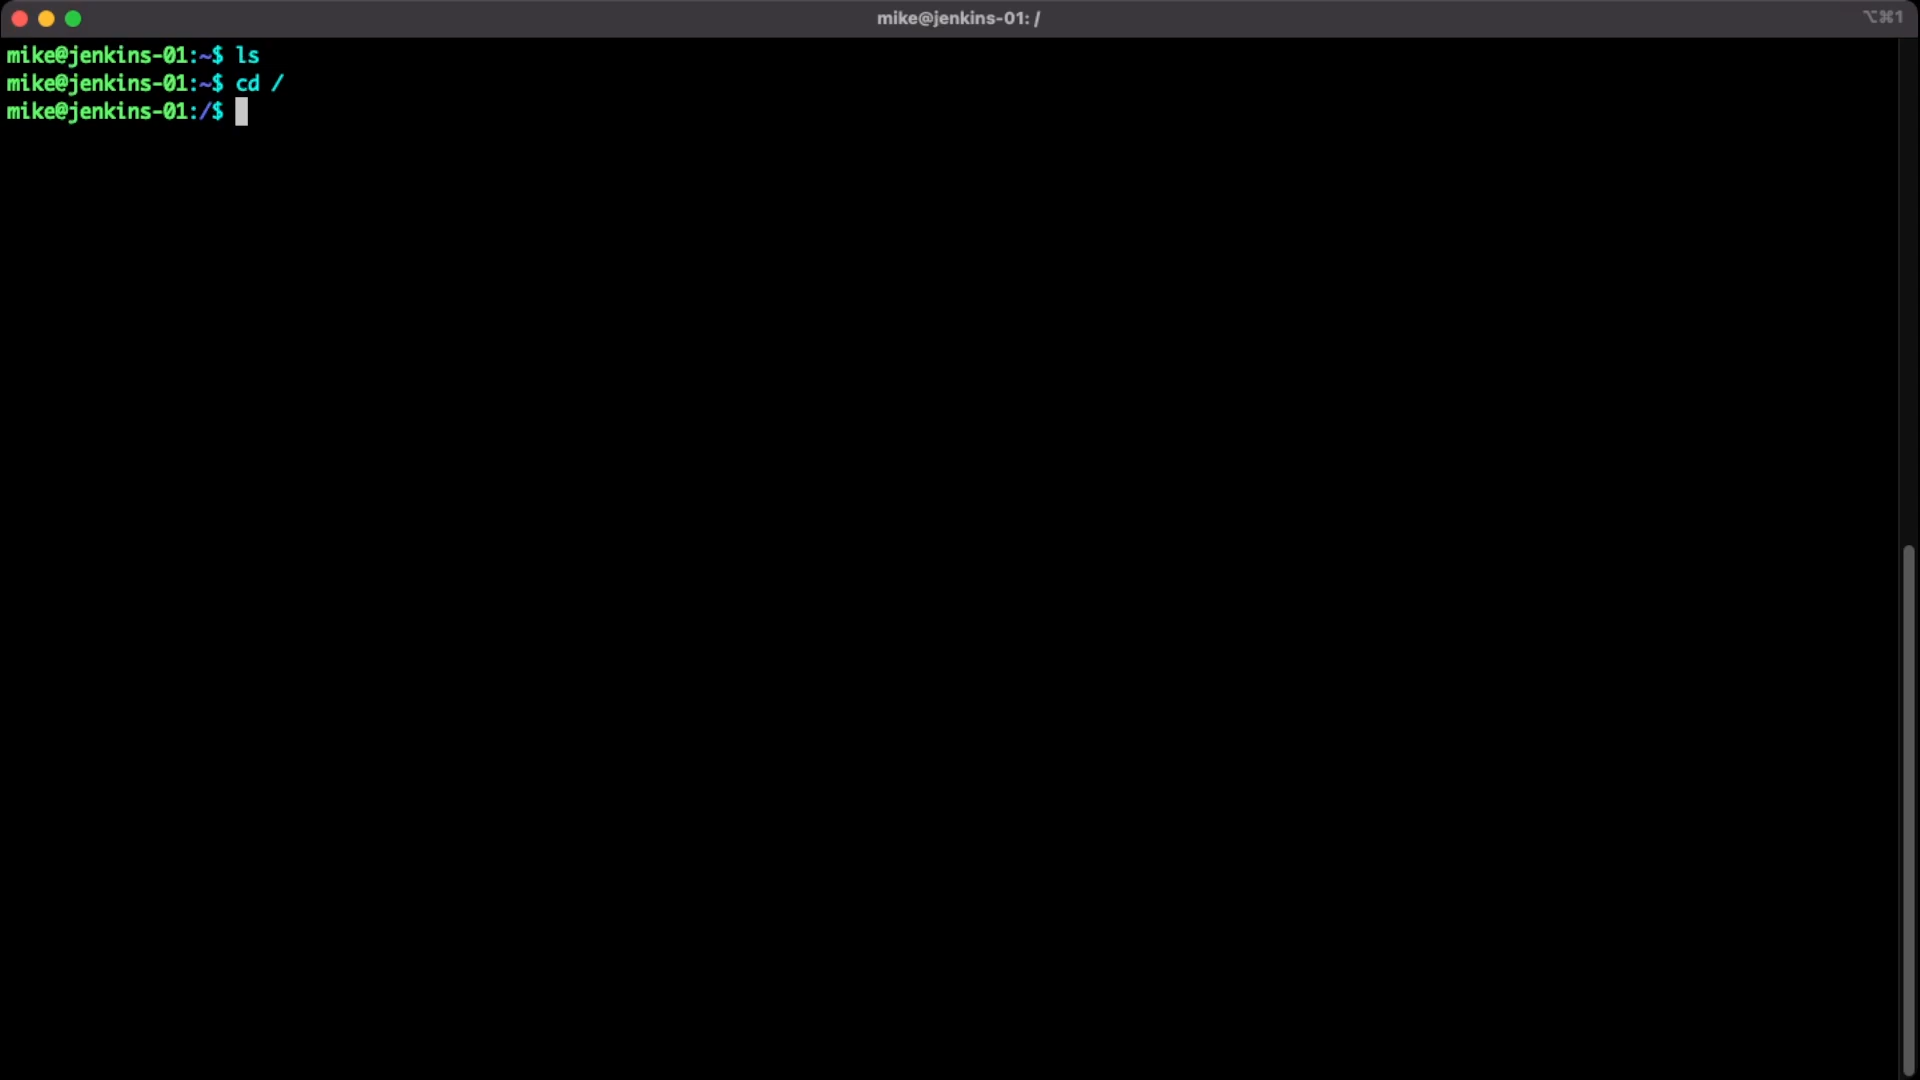 mike@jenkins-01: /
⌥⌘1
mike@jenkins-01:~$ ls
mike@jenkins-01:~$ cd /
mike@jenkins-01:/$